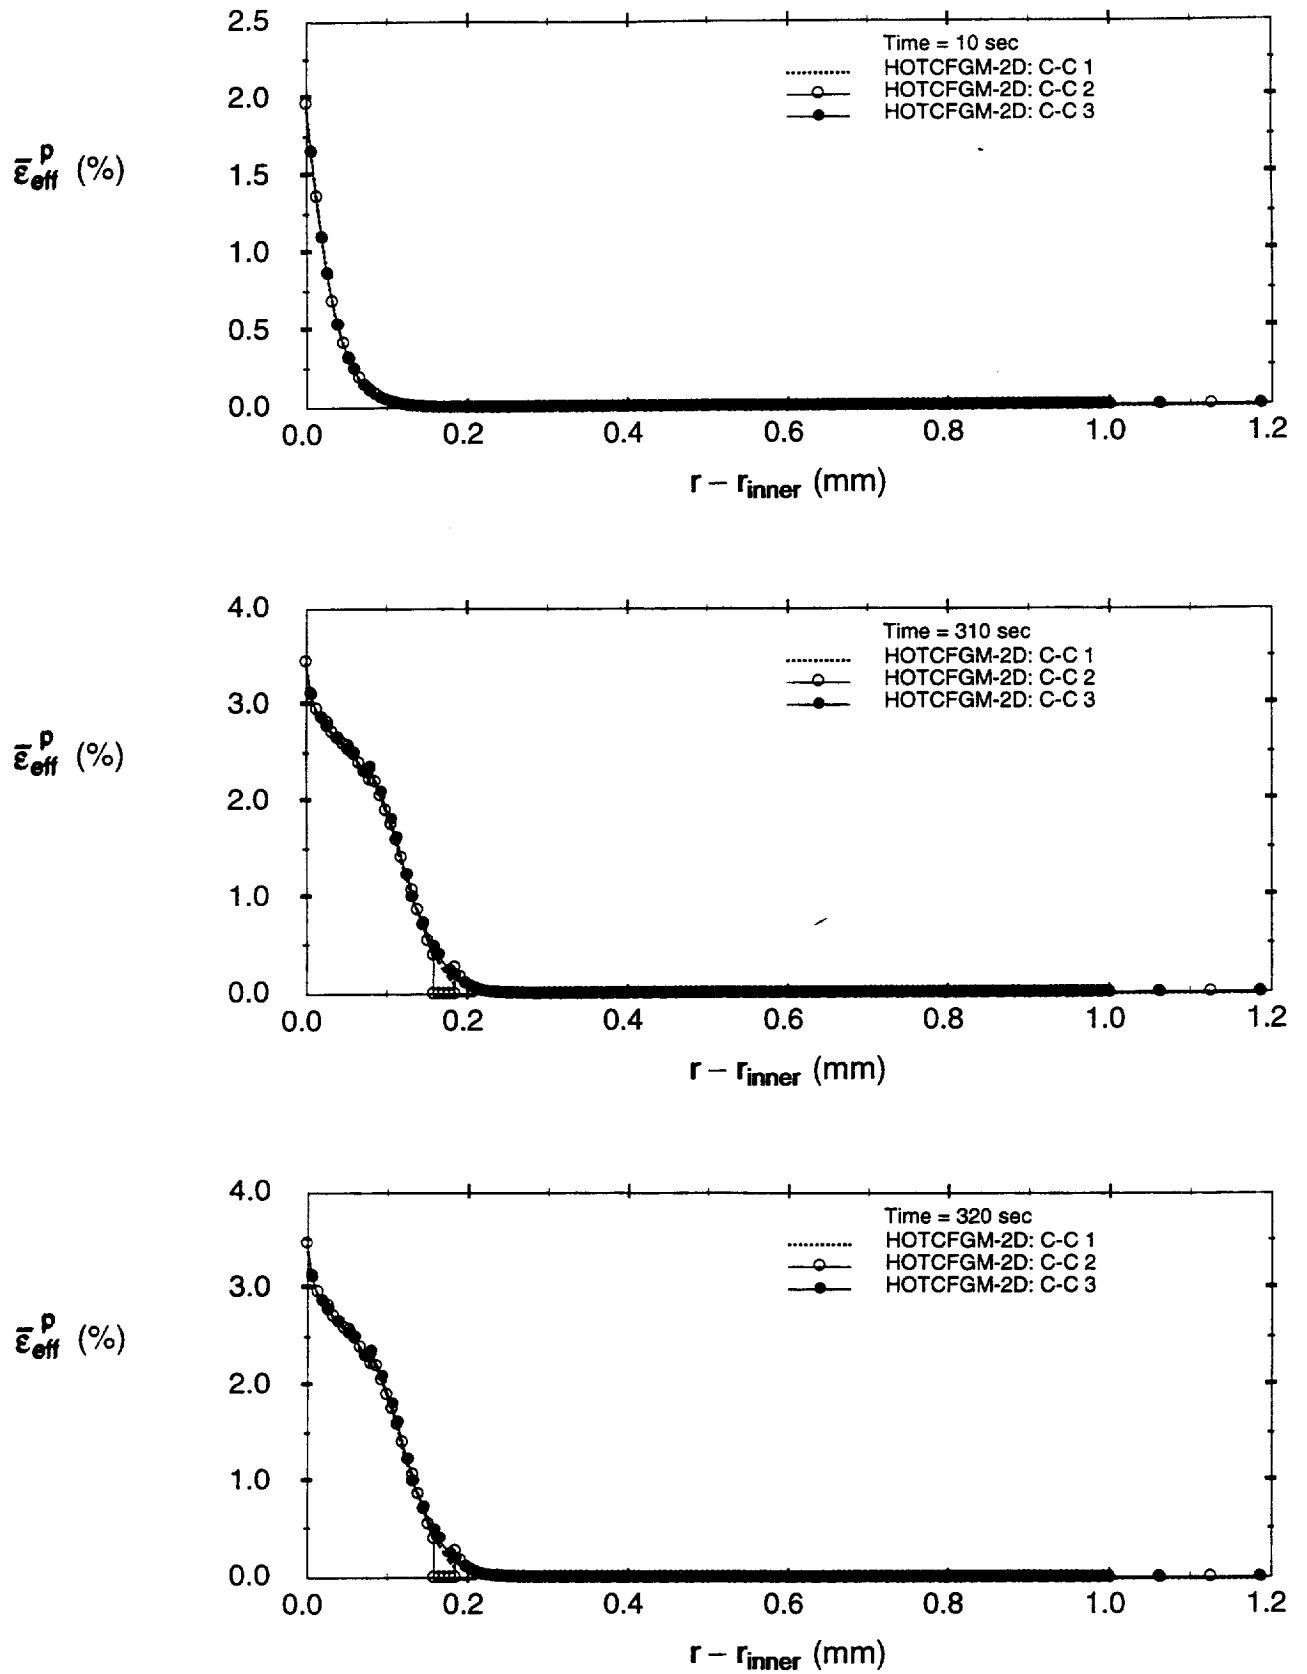 2.5
Time = 10 sec
HOTCFGM-2D: C-C 1
HOTCFGM-2D: C-C 2
HOTCFGM-2D: C-C 3
2.0
ε̄ᵖeff (%)
1.5
1.0
0.5
0.0
0.0 0.2 0.4 0.6 0.8 1.0 1.2
r – rinner (mm)
4.0
Time = 310 sec
HOTCFGM-2D: C-C 1
HOTCFGM-2D: C-C 2
HOTCFGM-2D: C-C 3
3.0
ε̄ᵖeff (%)
2.0
1.0
0.0
0.0 0.2 0.4 0.6 0.8 1.0 1.2
r – rinner (mm)
4.0
Time = 320 sec
HOTCFGM-2D: C-C 1
HOTCFGM-2D: C-C 2
HOTCFGM-2D: C-C 3
3.0
ε̄ᵖeff (%)
2.0
1.0
0.0
0.0 0.2 0.4 0.6 0.8 1.0 1.2
r – rinner (mm)